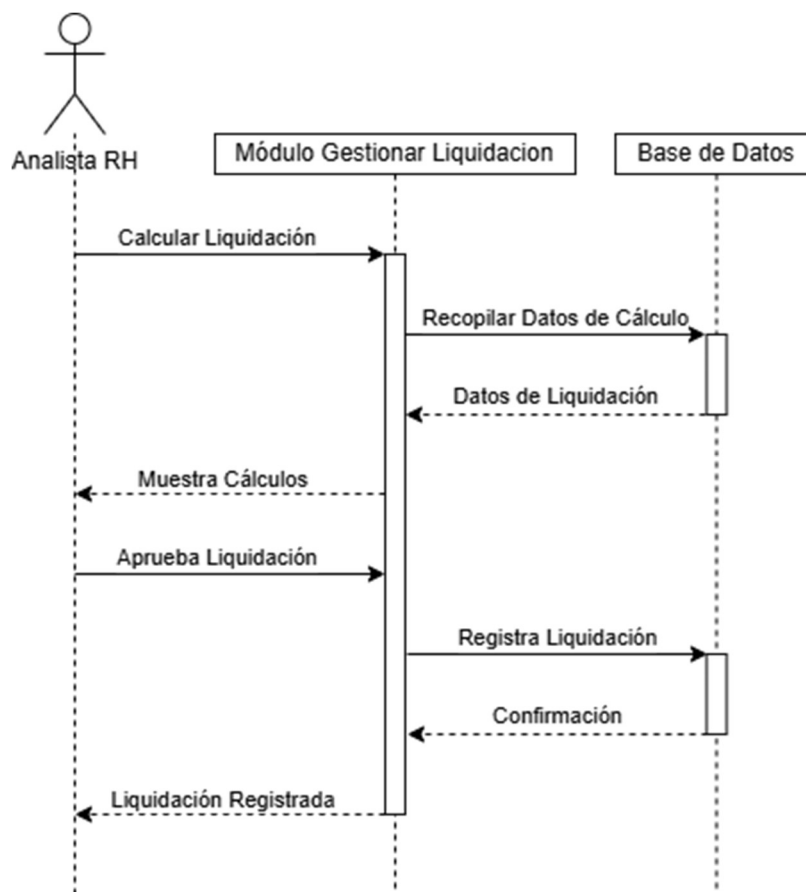 Analista RH
Módulo Gestionar Liquidacion
Base de Datos
Calcular Liquidación
Recopilar Datos de Cálculo
Datos de Liquidación
Muestra Cálculos
Aprueba Liquidación
Registra Liquidación
Confirmación
Liquidación Registrada